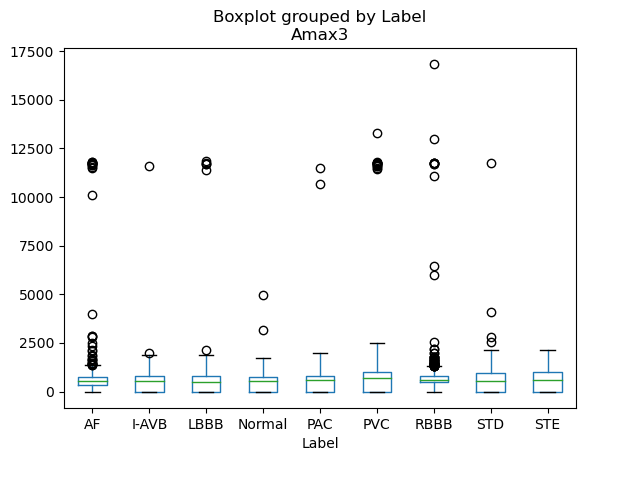 Boxplot grouped by Label
Amax3
17500
15000
12500
10000
7500
5000
2500
0
AF I-AVB LBBB Normal PAC PVC RBBB STD STE
Label